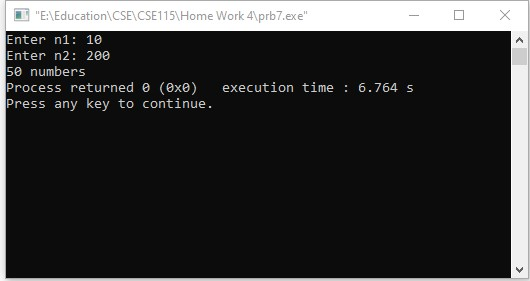 "E:\Education\CSE\CSE115\Home Work 4\prb7.exe"
Enter n1: 10
Enter n2: 200
50 numbers
Process returned 0 (0x0)   execution time : 6.764 s
Press any key to continue.